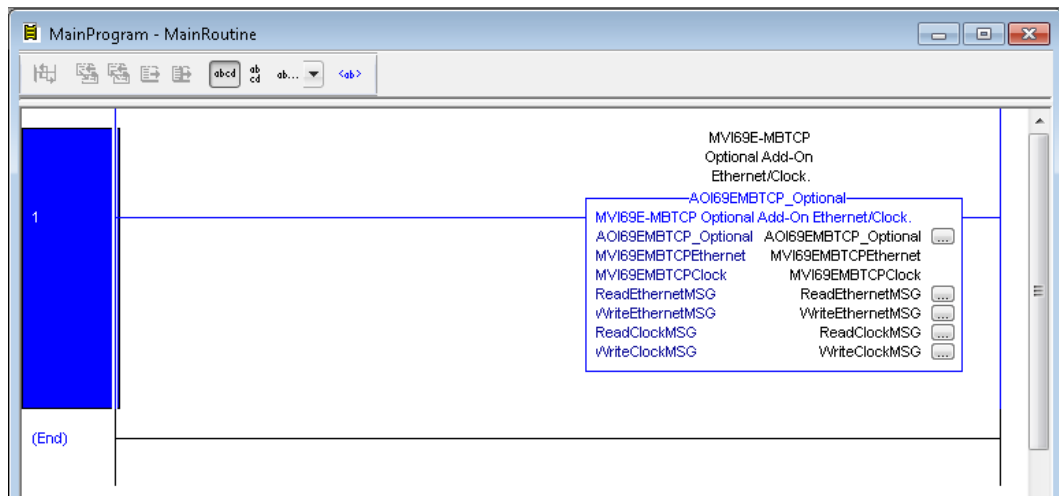 MainProgram - MainRoutine
abcd ab cd ab... <ab>
MVI69E-MBTCP
Optional Add-On
Ethernet/Clock.
AOI69EMBTCP_Optional
1
MVI69E-MBTCP Optional Add-On Ethernet/Clock.
AOI69EMBTCP_Optional AOI69EMBTCP_Optional ...
MVI69EMBTCPEthernet MVI69EMBTCPEthernet
MVI69EMBTCPClock MVI69EMBTCPClock
ReadEthernetMSG ReadEthernetMSG ...
WriteEthernetMSG WriteEthernetMSG ...
ReadClockMSG ReadClockMSG ...
WriteClockMSG WriteClockMSG ...
(End)